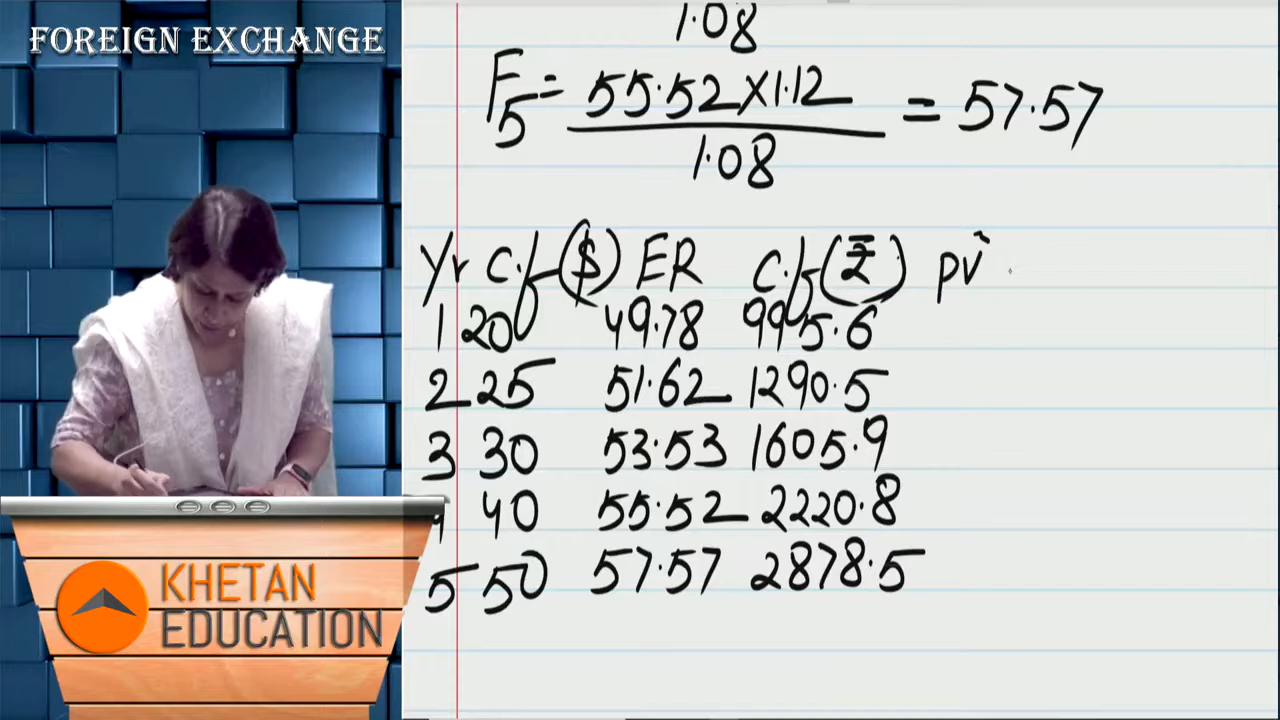 FOREIGN EXCHANGE
1.08
F5 = 55.52 X 1.12 = 57.57
1.08
Yr C.f ($) ER C.f (₹) PV
1 20 49.78 995.6
2 25 51.62 1290.5
3 30 53.53 1605.9
4 40 55.52 2220.8
5 50 57.57 2878.5
KHETAN
EDUCATION